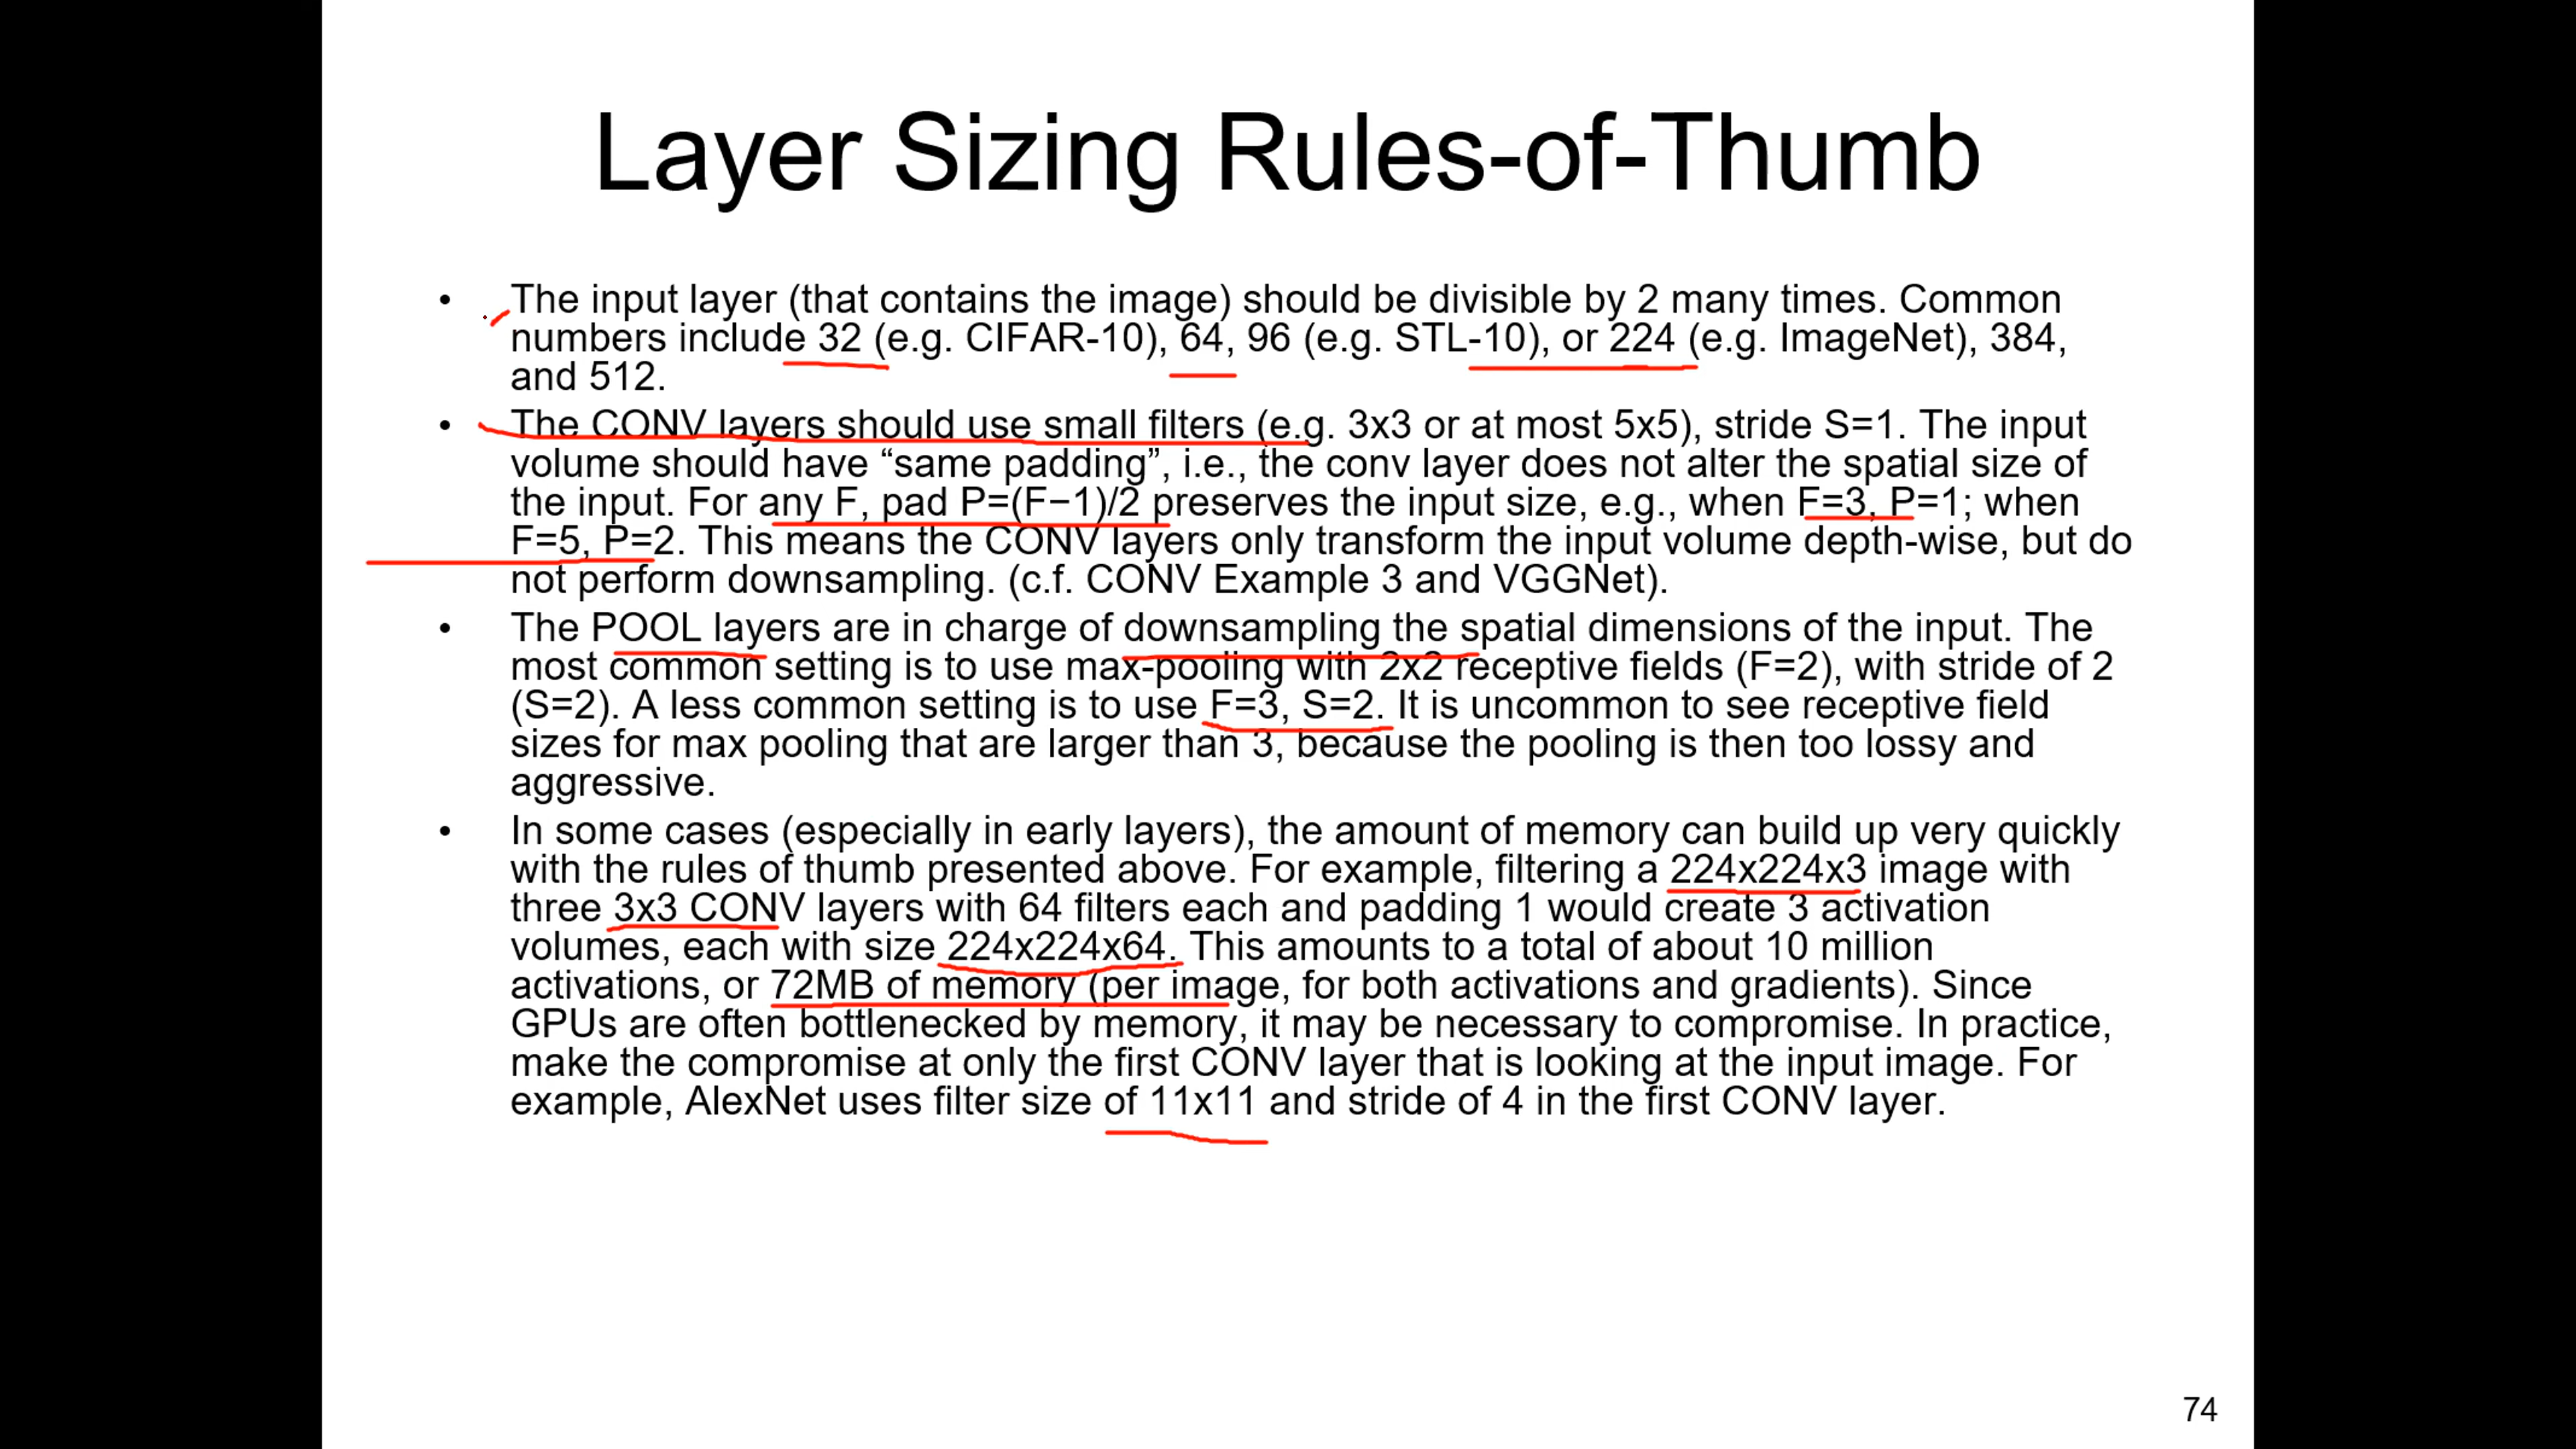 Layer Sizing Rules-of-Thumb
• The input layer (that contains the image) should be divisible by 2 many times. Common
numbers include 32 (e.g. CIFAR-10), 64, 96 (e.g. STL-10), or 224 (e.g. ImageNet), 384,
and 512.
• The CONV layers should use small filters (e.g. 3x3 or at most 5x5), stride S=1. The input
volume should have “same padding”, i.e., the conv layer does not alter the spatial size of
the input. For any F, pad P=(F−1)/2 preserves the input size, e.g., when F=3, P=1; when
F=5, P=2. This means the CONV layers only transform the input volume depth-wise, but do
not perform downsampling. (c.f. CONV Example 3 and VGGNet).
• The POOL layers are in charge of downsampling the spatial dimensions of the input. The
most common setting is to use max-pooling with 2x2 receptive fields (F=2), with stride of 2
(S=2). A less common setting is to use F=3, S=2. It is uncommon to see receptive field
sizes for max pooling that are larger than 3, because the pooling is then too lossy and
aggressive.
• In some cases (especially in early layers), the amount of memory can build up very quickly
with the rules of thumb presented above. For example, filtering a 224x224x3 image with
three 3x3 CONV layers with 64 filters each and padding 1 would create 3 activation
volumes, each with size 224x224x64. This amounts to a total of about 10 million
activations, or 72MB of memory (per image, for both activations and gradients). Since
GPUs are often bottlenecked by memory, it may be necessary to compromise. In practice,
make the compromise at only the first CONV layer that is looking at the input image. For
example, AlexNet uses filter size of 11x11 and stride of 4 in the first CONV layer.
74